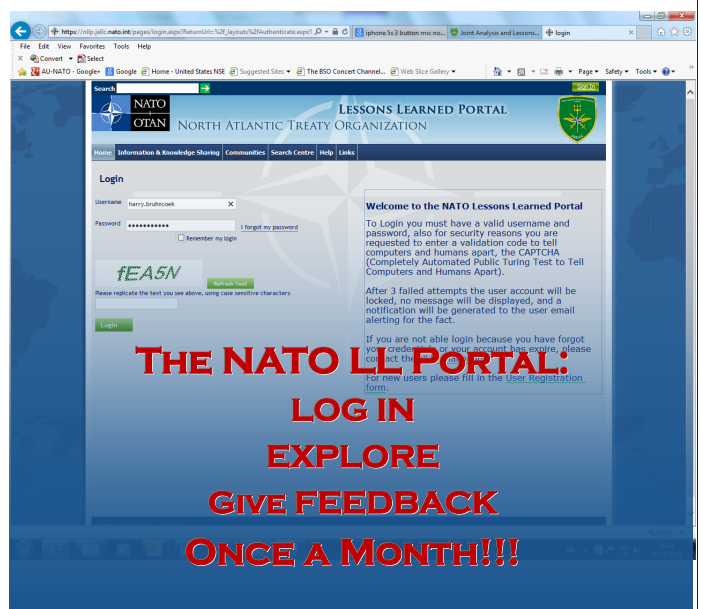 https://nllp.jallc.nato.int/pages/login.aspx?ReturnUrl=%2f_layouts%2fAuthenticate.aspx?
iphone 5s 3 button mic no...
Joint Analysis and Lessons...
login
File Edit View Favorites Tools Help
Convert Select
AU-NATO - Google+ Google Home - United States NSE Suggested Sites The BSO Concert Channel... Web Slice Gallery Page Safety Tools
Search
Sign In
NATO
OTAN
LESSONS LEARNED PORTAL
NORTH ATLANTIC TREATY ORGANIZATION
Home Information & Knowledge Sharing Communities Search Centre Help Links
Login
Username harry.bruhncoek X
Password •••••••••••• I forgot my password
Remember my login
fEA5N
Refresh Text
Please replicate the text you see above, using case sensitive characters
Login
Welcome to the NATO Lessons Learned Portal
To Login you must have a valid username and
password, also for security reasons you are
requested to enter a validation code to tell
computers and humans apart, the CAPTCHA
(Completely Automated Public Turing Test to Tell
Computers and Humans Apart).
After 3 failed attempts the user account will be
locked, no message will be displayed, and a
notification will be generated to the user email
alerting for the fact.
If you are not able login because you have forgot
your credentials or your account has expire, please
contact the
For new users please fill in the User Registration
form.
THE NATO LL PORTAL:
LOG IN
EXPLORE
GIVE FEEDBACK
ONCE A MONTH!!!